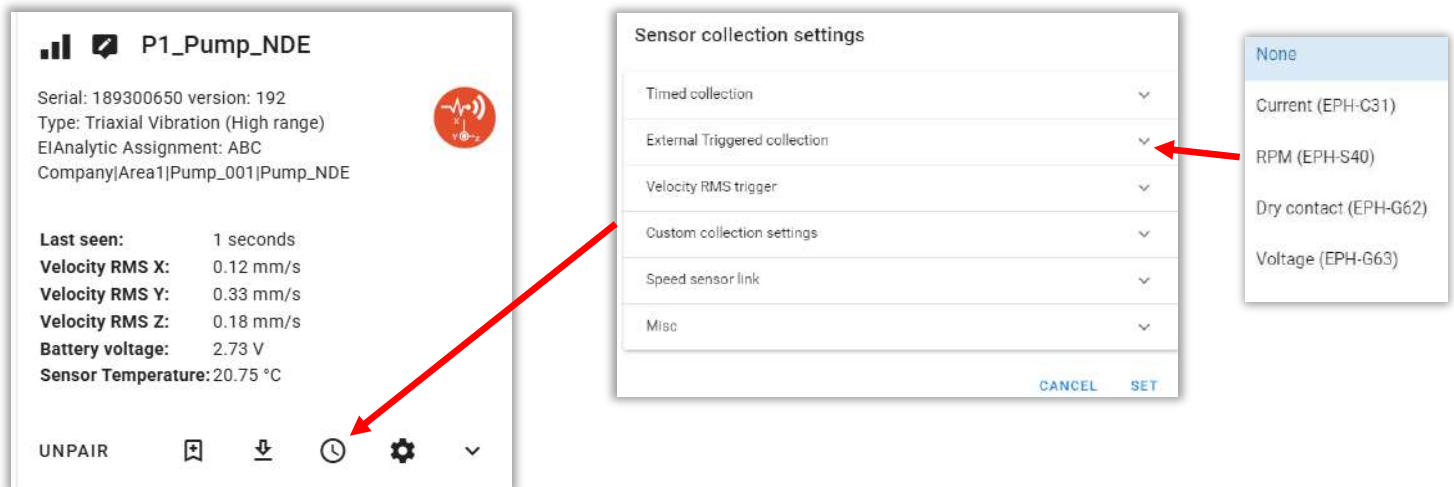 P1_Pump_NDE
Serial: 189300650 version: 192
Type: Triaxial Vibration (High range)
EIAnalytic Assignment: ABC
Company|Area1|Pump_001|Pump_NDE
Last seen: 1 seconds
Velocity RMS X: 0.12 mm/s
Velocity RMS Y: 0.33 mm/s
Velocity RMS Z: 0.18 mm/s
Battery voltage: 2.73 V
Sensor Temperature: 20.75 °C
UNPAIR
Sensor collection settings
Timed collection
External Triggered collection
Velocity RMS trigger
Custom collection settings
Speed sensor link
Misc
CANCEL SET
None
Current (EPH-C31)
RPM (EPH-S40)
Dry contact (EPH-G62)
Voltage (EPH-G63)